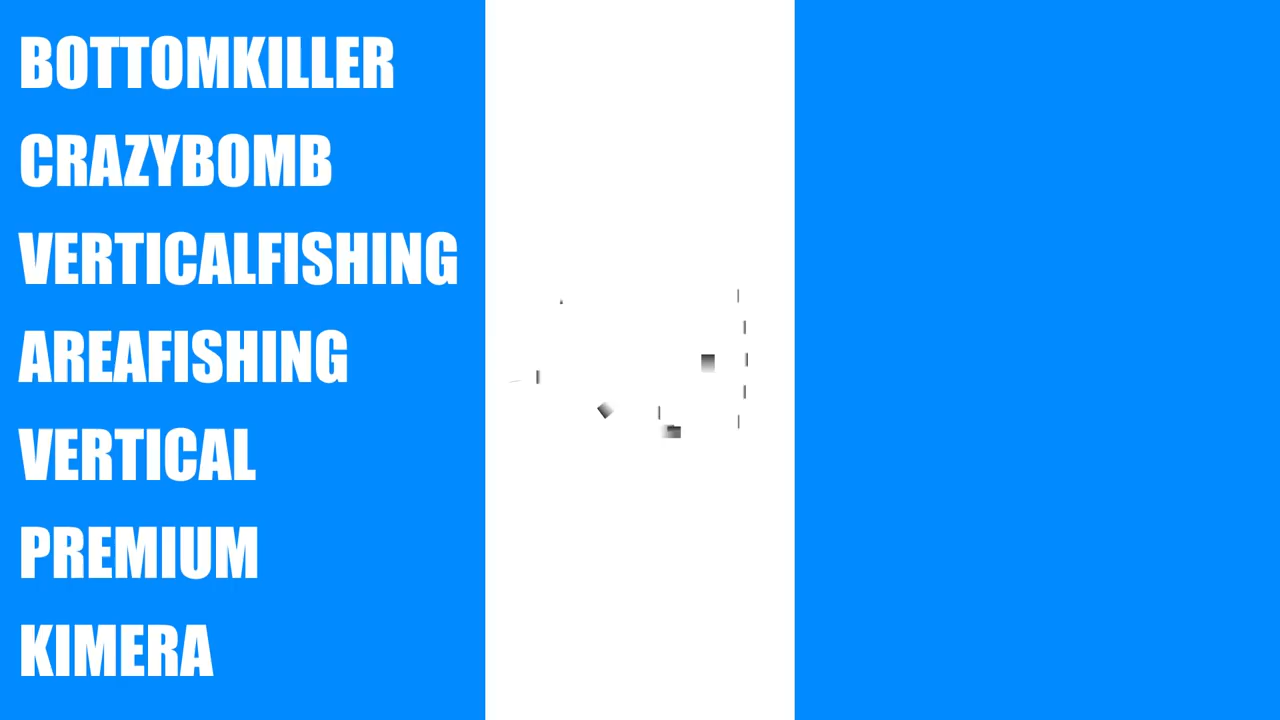 BOTTOMKILLER
CRAZYBOMB
VERTICALFISHING
AREAFISHING
VERTICAL
PREMIUM
KIMERA